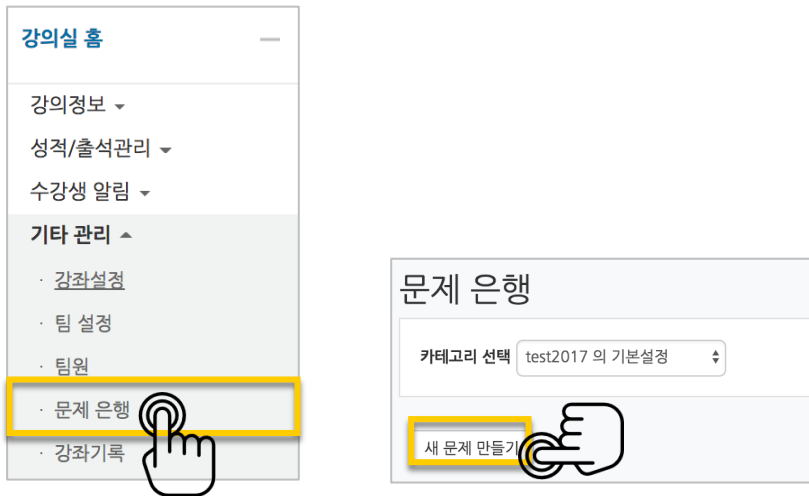 강의실 홈
강의정보
성적/출석관리
수강생 알림
기타 관리
· 강좌설정
· 팀 설정
· 팀원
· 문제 은행
· 강좌기록
문제 은행
카테고리 선택 test2017 의 기본설정
새 문제 만들기